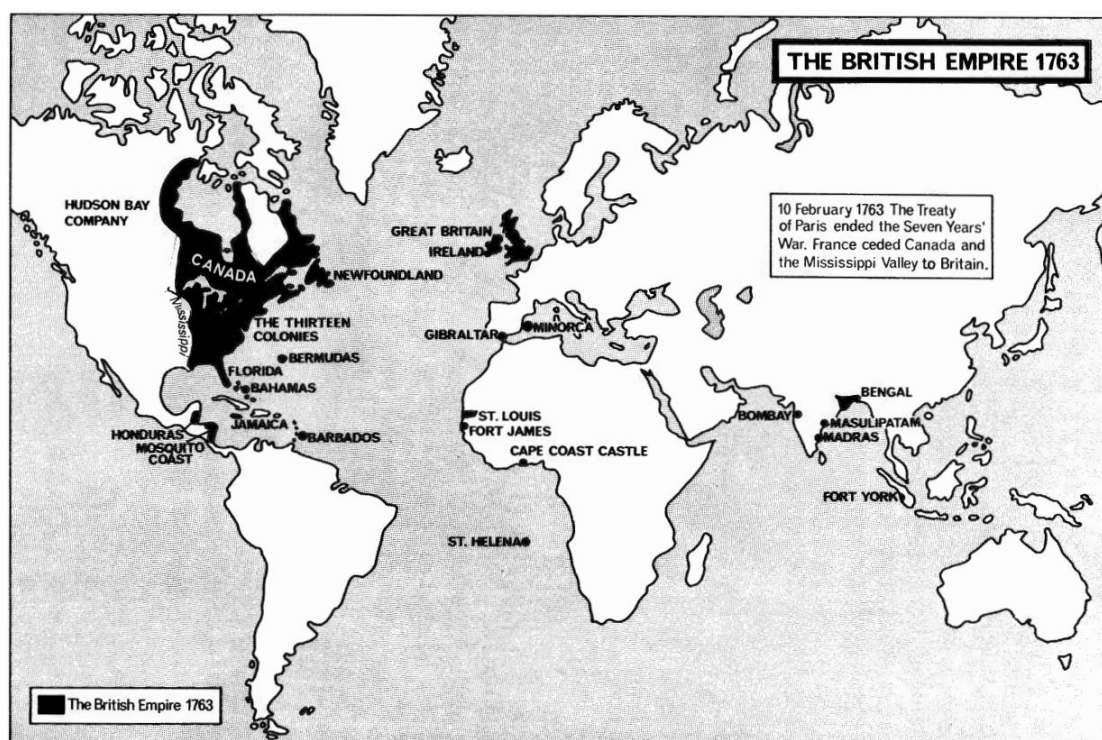 THE BRITISH EMPIRE 1763
10 February 1763 The Treaty
of Paris ended the Seven Years'
War. France ceded Canada and
the Mississippi Valley to Britain.
HUDSON BAY
COMPANY
CANADA
NEWFOUNDLAND
Mississippi
THE THIRTEEN
COLONIES
BERMUDAS
FLORIDA
BAHAMAS
JAMAICA
HONDURAS
MOSQUITO
COAST
BARBADOS
GREAT BRITAIN
IRELAND
GIBRALTAR
MINORCA
ST. LOUIS
FORT JAMES
CAPE COAST CASTLE
ST. HELENA
BENGAL
BOMBAY
MASULIPATAM
MADRAS
FORT YORK
The British Empire 1763